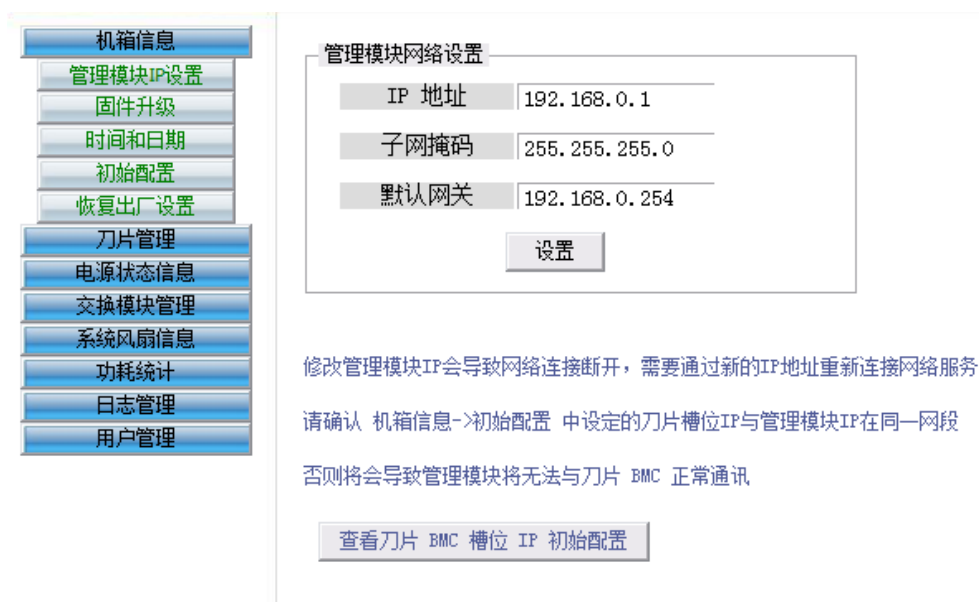 机箱信息
管理模块IP设置
固件升级
时间和日期
初始配置
恢复出厂设置
刀片管理
电源状态信息
交换模块管理
系统风扇信息
功耗统计
日志管理
用户管理
管理模块网络设置
IP 地址 192.168.0.1
子网掩码 255.255.255.0
默认网关 192.168.0.254
设置
修改管理模块IP会导致网络连接断开，需要通过新的IP地址重新连接网络服务
请确认 机箱信息->初始配置 中设定的刀片槽位IP与管理模块IP在同一网段
否则将会导致管理模块将无法与刀片 BMC 正常通讯
查看刀片 BMC 槽位 IP 初始配置